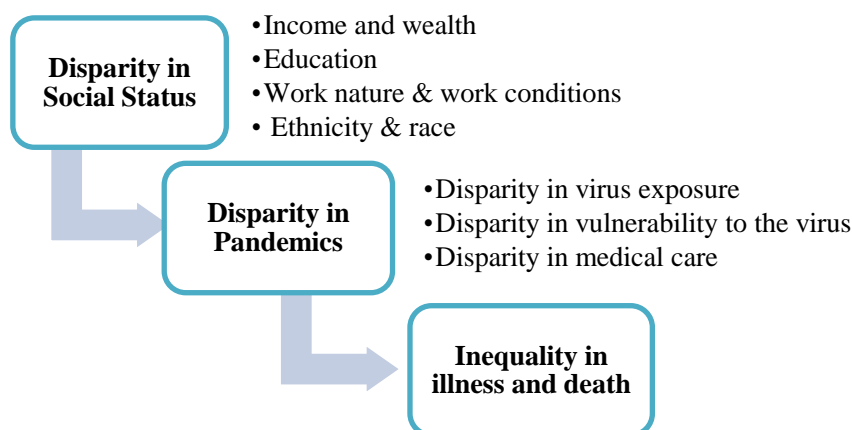 Disparity in
Social Status
•Income and wealth
•Education
•Work nature & work conditions
• Ethnicity & race
Disparity in
Pandemics
•Disparity in virus exposure
•Disparity in vulnerability to the virus
•Disparity in medical care
Inequality in
illness and death